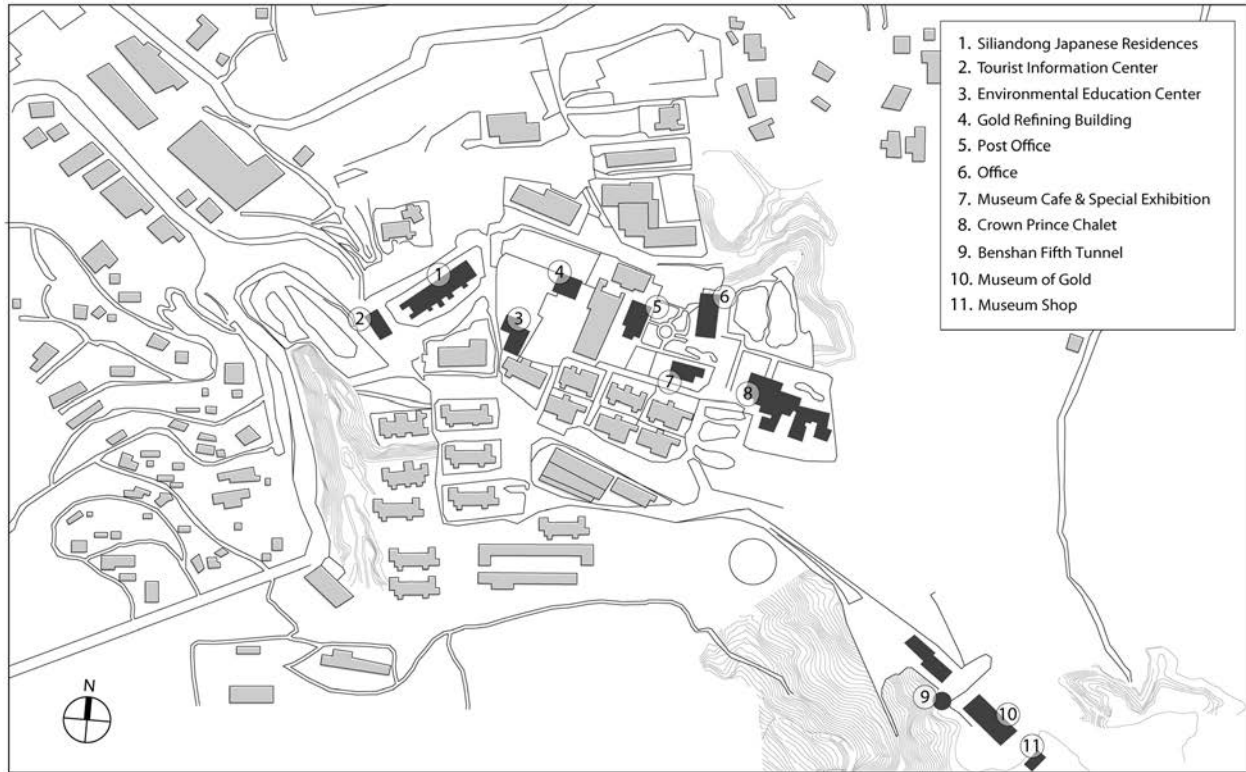 1. Siliandong Japanese Residences
2. Tourist Information Center
3. Environmental Education Center
4. Gold Refining Building
5. Post Office
6. Office
7. Museum Cafe & Special Exhibition
8. Crown Prince Chalet
9. Benshan Fifth Tunnel
10. Museum of Gold
11. Museum Shop
1
4
6
5
2
3
7
8
N
9
10
11